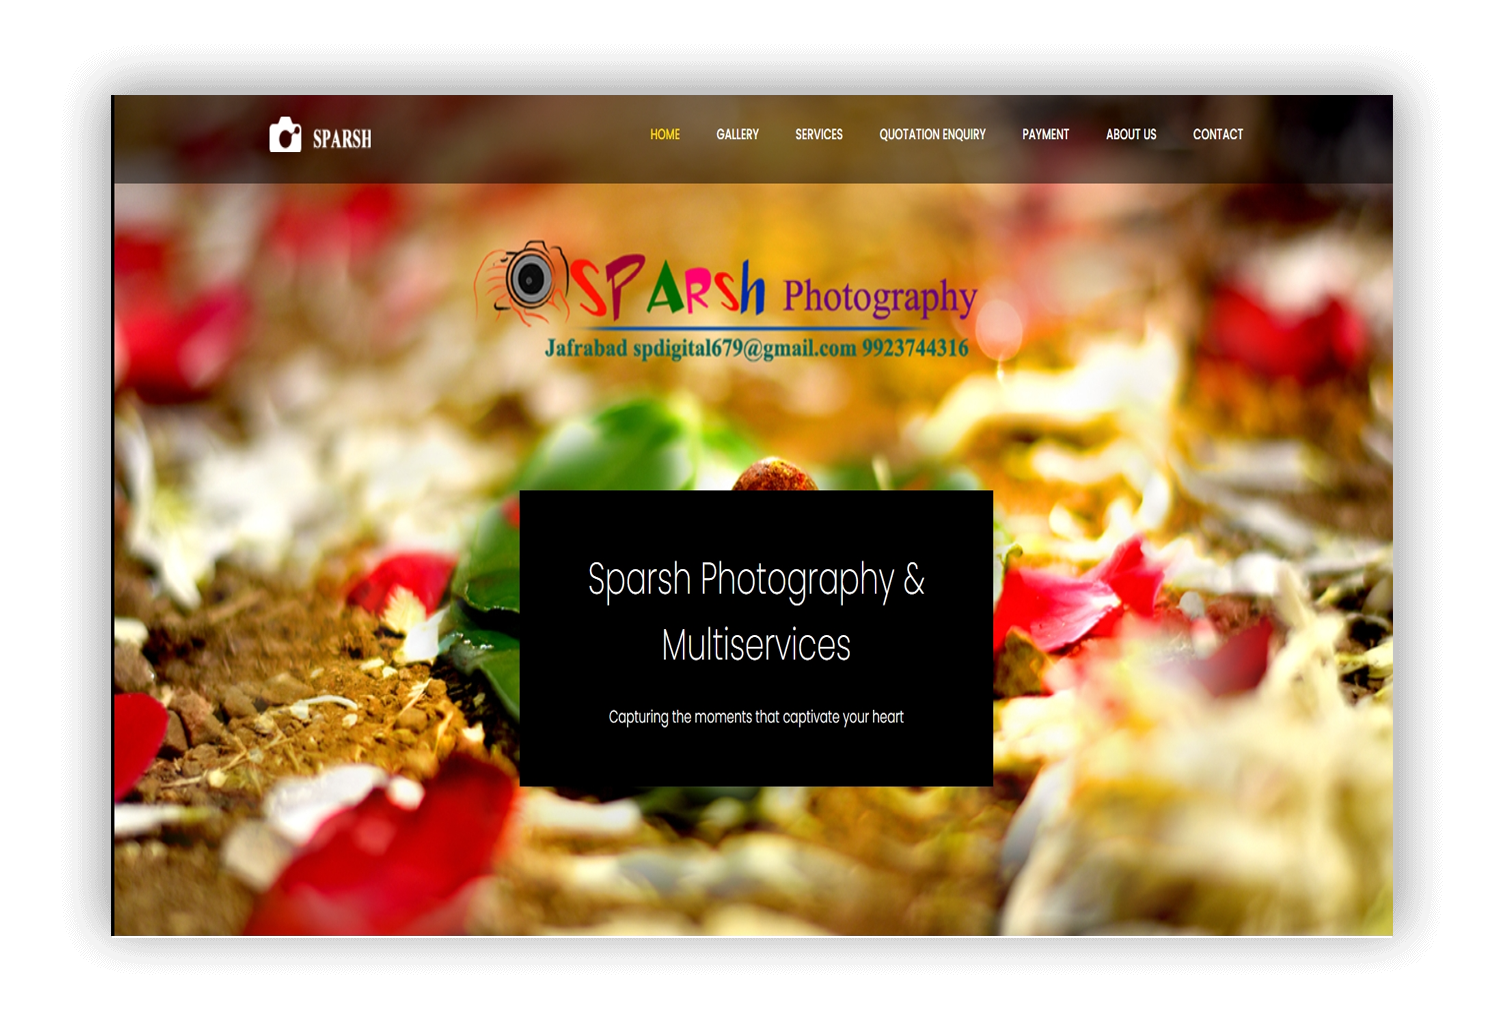 SPARSH
HOME GALLERY SERVICES QUOTATION ENQUIRY PAYMENT ABOUT US CONTACT
SPARSh Photography
Jafrabad spdigital679@gmail.com 9923744316
Sparsh Photography &
Multiservices
Capturing the moments that captivate your heart